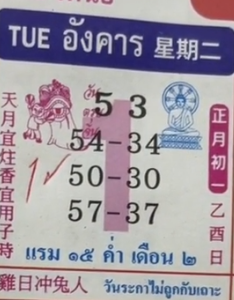 TUE อังคาร 星期二
天月宜炷香宜用子時
5 3
54-34
50-30
57-37
正月初一
乙酉日
แรม ๑๕ ค่ำ เดือน ๒
雞日冲兔人 วันระกาไม่ถูกกับเถาะ